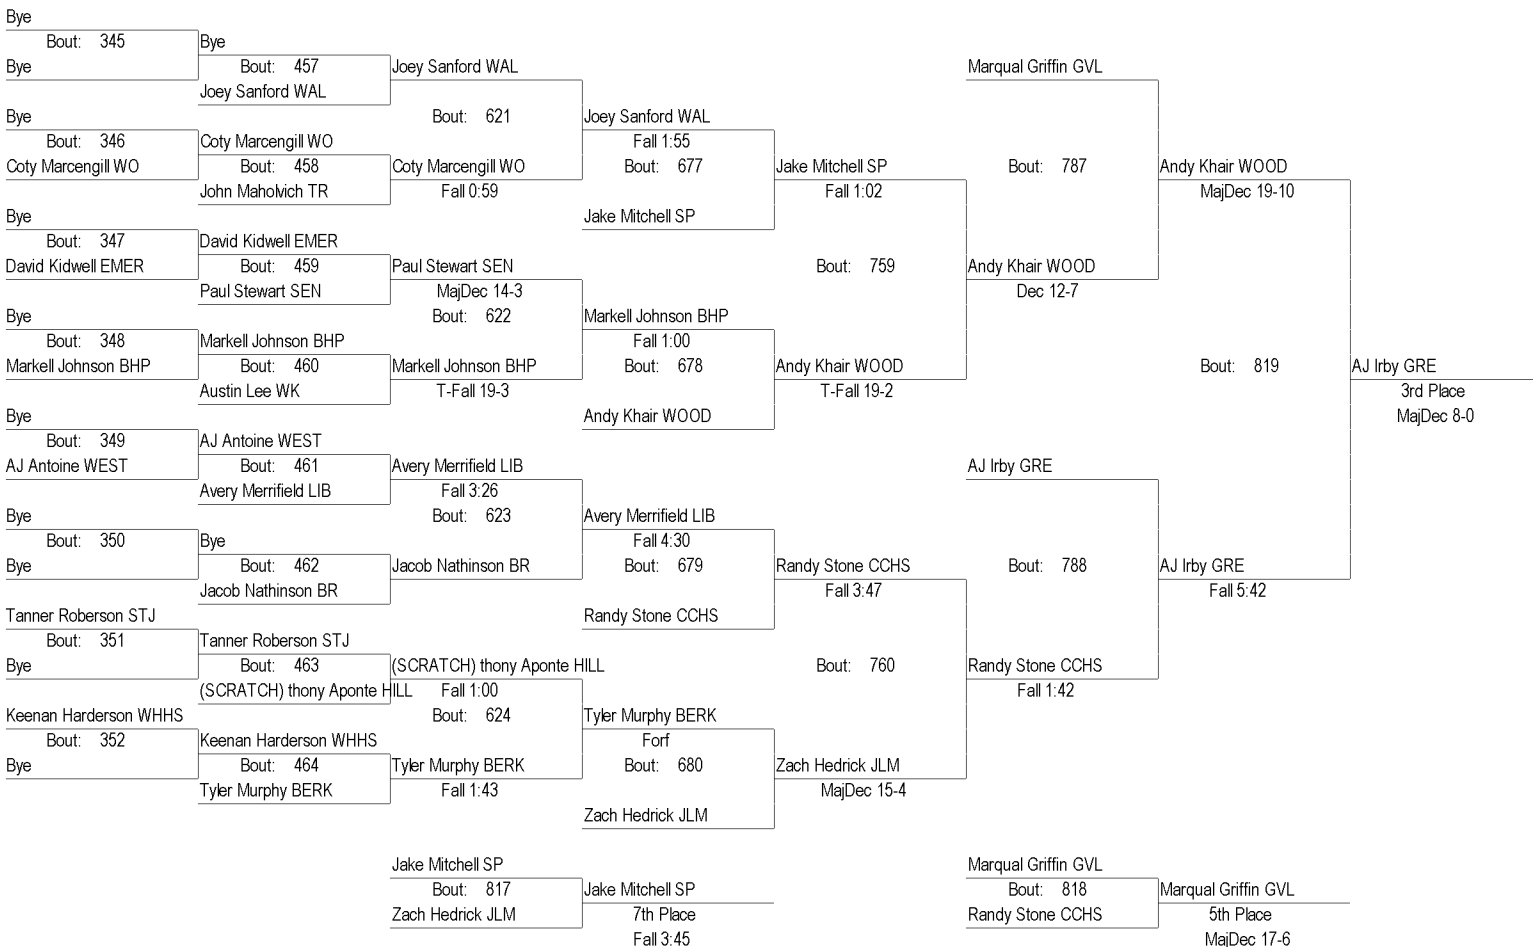 Bye
Bout: 345
Bye
Bye
Bout: 457
Joey Sanford WAL
Joey Sanford WAL
Bout: 621
Bye
Bout: 346
Coty Marcengill WO
Coty Marcengill WO
Bout: 458
John Maholvich TR
Coty Marcengill WO
Fall 0:59
Joey Sanford WAL
Fall 1:55
Bout: 677
Jake Mitchell SP
Jake Mitchell SP
Fall 1:02
Bout: 759
Bye
Bout: 347
David Kidwell EMER
David Kidwell EMER
Bout: 459
Paul Stewart SEN
Paul Stewart SEN
MajDec 14-3
Bout: 622
Bye
Bout: 348
Markell Johnson BHP
Markell Johnson BHP
Bout: 460
Austin Lee WK
Markell Johnson BHP
T-Fall 19-3
Markell Johnson BHP
Fall 1:00
Bout: 678
Andy Khair WOOD
Andy Khair WOOD
T-Fall 19-2
Marqual Griffin GVL
Bout: 787
Andy Khair WOOD
Dec 12-7
Andy Khair WOOD
MajDec 19-10
Bout: 819
AJ Irby GRE
3rd Place
MajDec 8-0
Bye
Bout: 349
AJ Antoine WEST
AJ Antoine WEST
Bout: 461
Avery Merrifield LIB
Avery Merrifield LIB
Fall 3:26
Bout: 623
Bye
Bout: 350
Bye
Bye
Bout: 462
Jacob Nathinson BR
Jacob Nathinson BR
Avery Merrifield LIB
Fall 4:30
Bout: 679
Randy Stone CCHS
Randy Stone CCHS
Fall 3:47
Bout: 760
Tanner Roberson STJ
Bout: 351
Bye
Tanner Roberson STJ
Bout: 463
(SCRATCH) thony Aponte HILL
(SCRATCH) thony Aponte HILL
Fall 1:00
Bout: 624
Keenan Harderson WHHS
Bout: 352
Bye
Keenan Harderson WHHS
Bout: 464
Tyler Murphy BERK
Tyler Murphy BERK
Fall 1:43
Tyler Murphy BERK
Forf
Bout: 680
Zach Hedrick JLM
Zach Hedrick JLM
MajDec 15-4
AJ Irby GRE
Bout: 788
Randy Stone CCHS
Fall 1:42
AJ Irby GRE
Fall 5:42
Jake Mitchell SP
Bout: 817
Zach Hedrick JLM
Jake Mitchell SP
7th Place
Fall 3:45
Marqual Griffin GVL
Bout: 818
Randy Stone CCHS
Marqual Griffin GVL
5th Place
MajDec 17-6